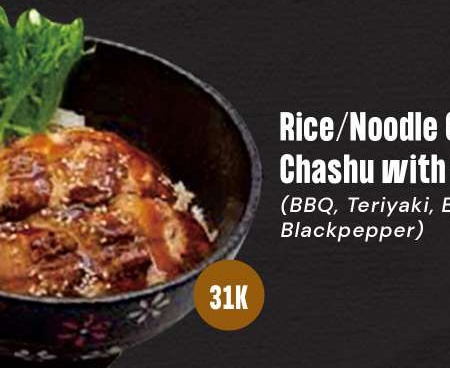 Rice/Noodle
Chashu with
(BBQ, Teriyaki,
Blackpepper)
31K